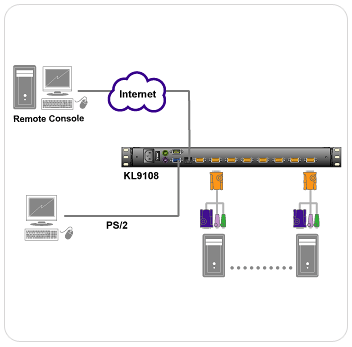 Internet
Remote Console
KL9108
PS/2